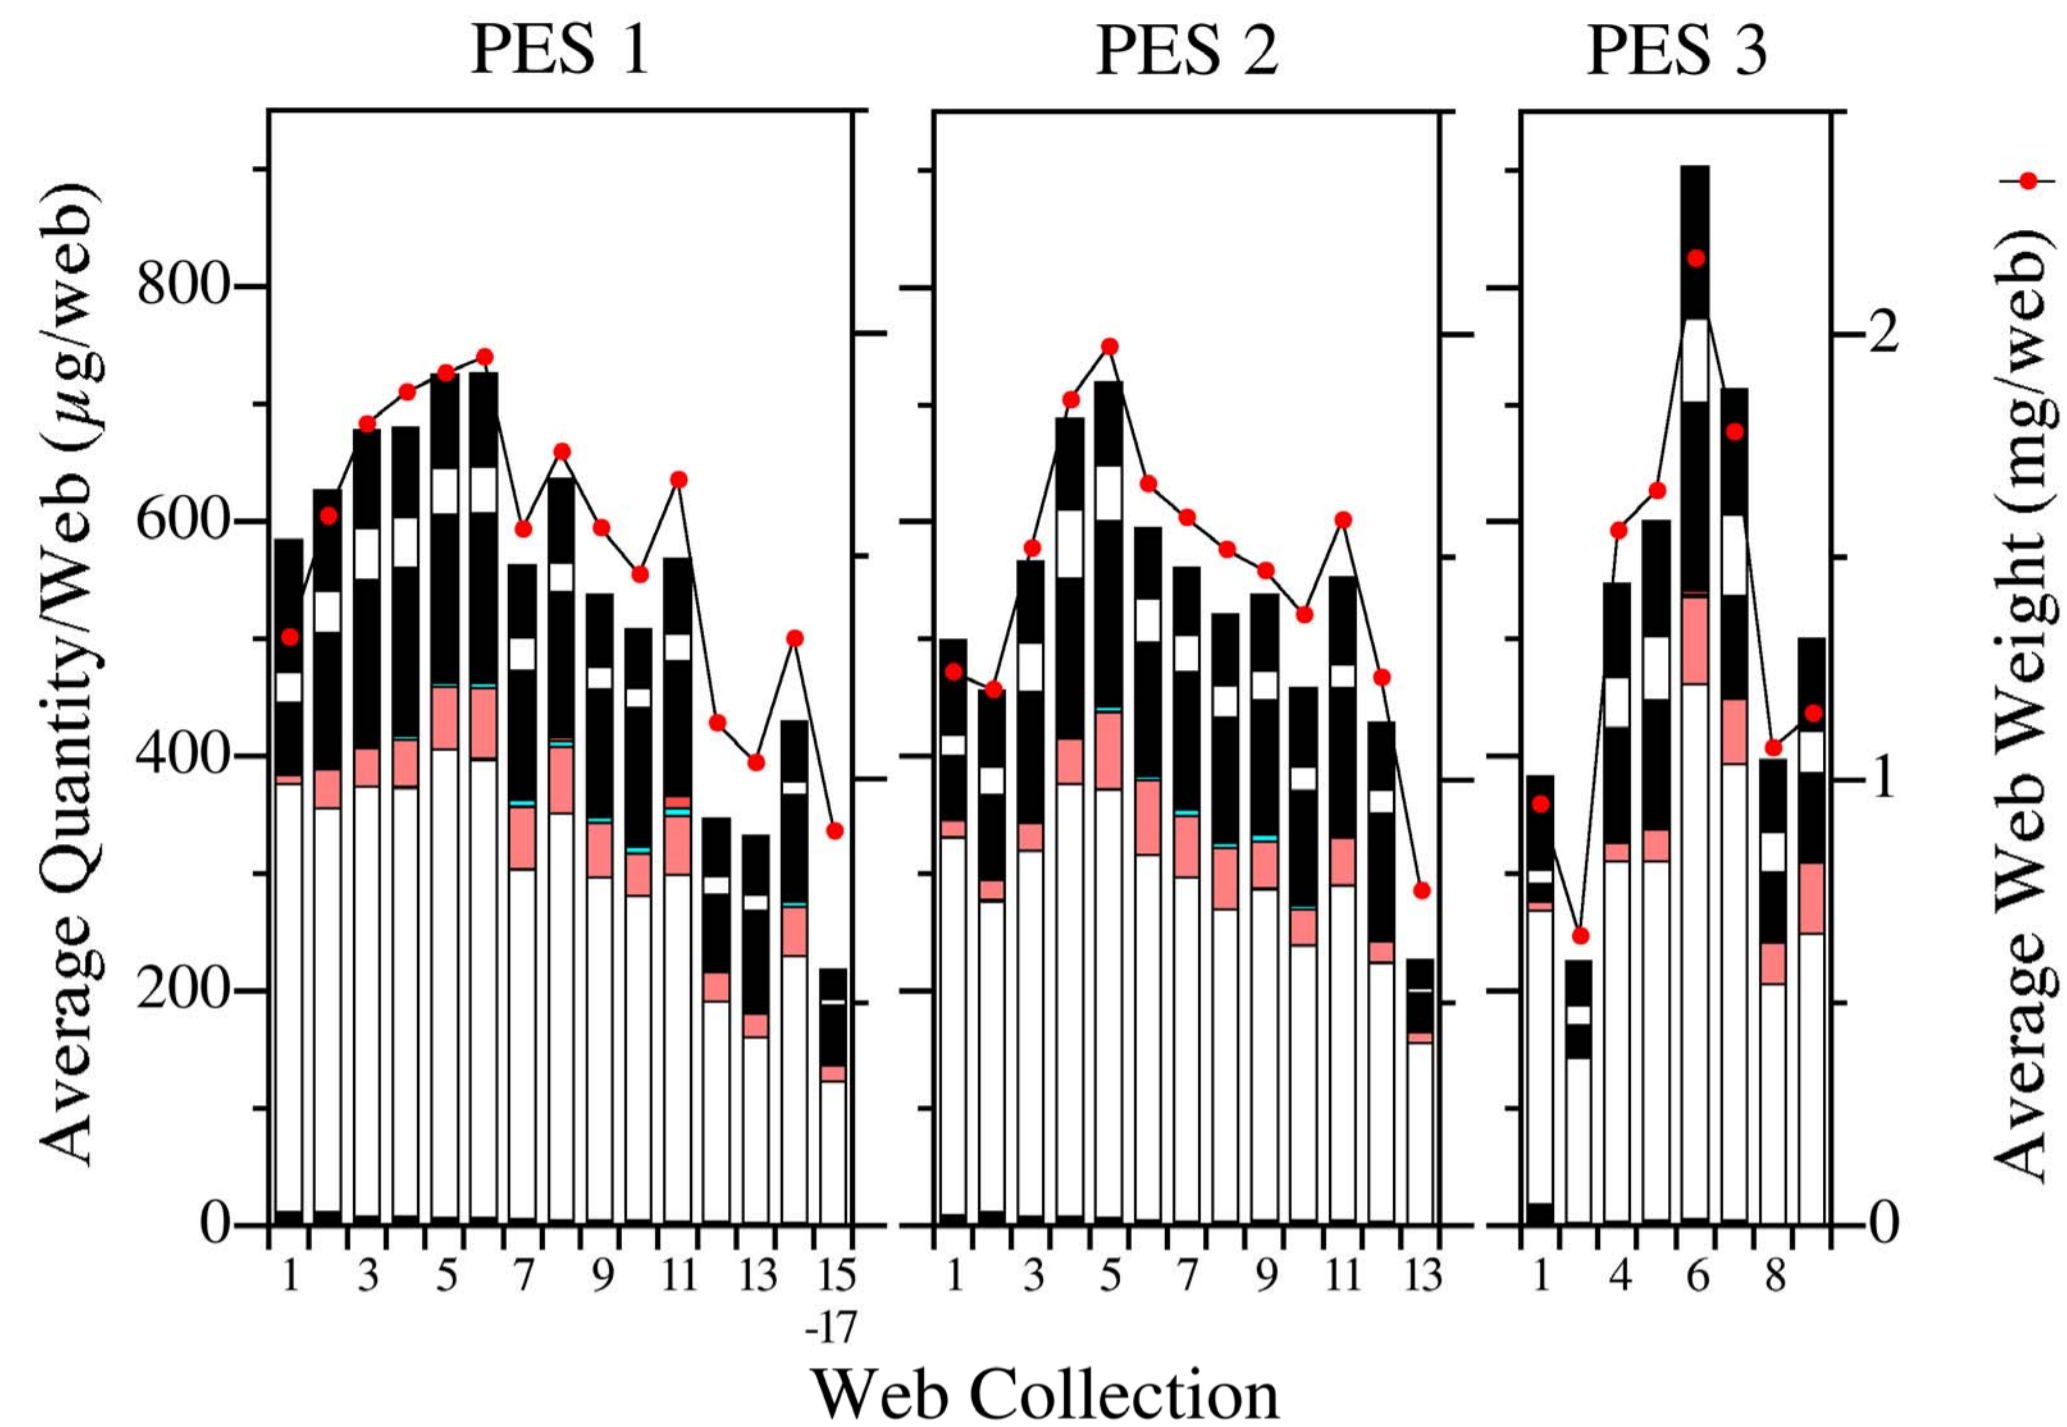 PES 1 PES 2 PES 3
Average Quantity/Web (µg/web)
800
600
400
200
0
2
1
0
Average Web Weight (mg/web)
1 3 5 7 9 11 13 15
-17
1 3 5 7 9 11 13
1 4 6 8
Web Collection